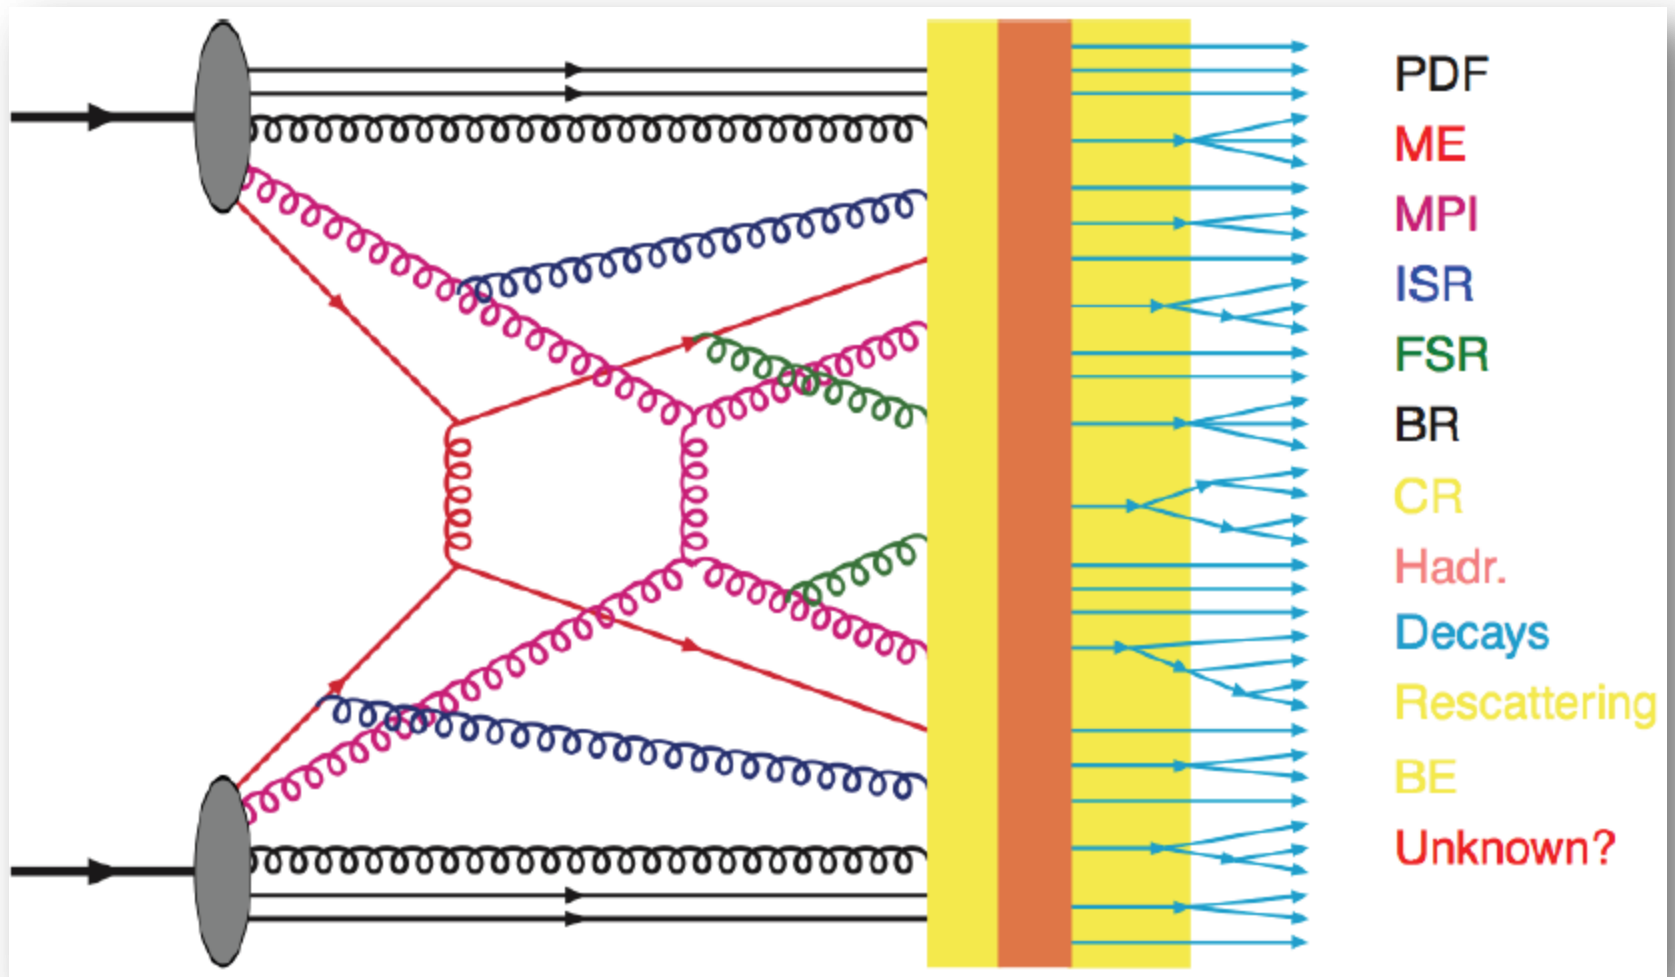 PDF
ME
MPI
ISR
FSR
BR
CR
Hadr.
Decays
Rescattering
BE
Unknown?